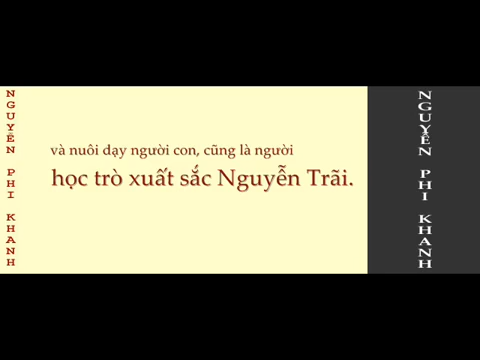 NGUYỄN PHI KHANH
và nuôi dạy người con, cũng là người
học trò xuất sắc Nguyễn Trãi.
NGUYỄN PHI KHANH